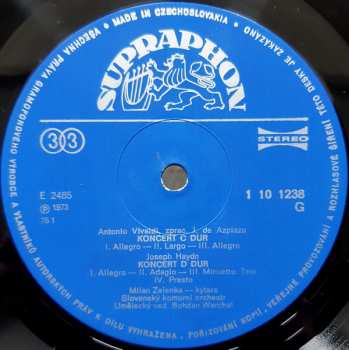 MADE IN CZECHOSLOVAKIA • VŠECHNA PRÁVA GRAMOFONOVÉHO VÝROBCE A VLASTNÍKŮ AUTORSKÝCH PRÁV K DÍLU VYHRAŽENA. POŘIZOVÁNÍ KOPIÍ, VEŘEJNÉ PROVOZOVÁNÍ A ROZHLASOVÉ ŠÍŘENÍ TÉTO DESKY JE ZAKÁZÁNO
SUPRAPHON
33
STEREO
E 2485
℗ 1973
1 10 1238
G
Antonio Vivaldi, zprac. J. de Azpiazu
KONCERT C DUR
I. Allegro — II. Largo — III. Allegro
Joseph Haydn
KONCERT D DUR
I. Allegro — II. Adagio — III. Minuetto. Trio
IV. Presto
Milan Zelenka — kytara
Slovenský komorní orchestr
Umělecký ved. Bohdan Warchal